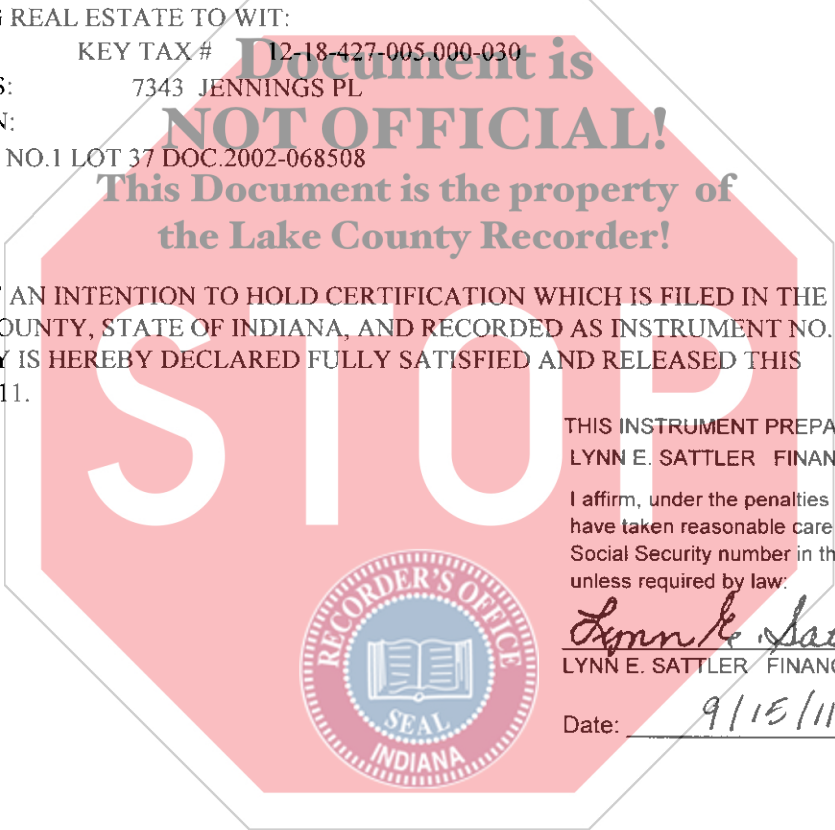 G REAL ESTATE TO WIT:
KEY TAX # 12-18-427-005.000-030
Document is
S: 7343 JENNINGS PL
N:
NOT OFFICIAL!
NO.1 LOT 37 DOC.2002-068508
This Document is the property of
the Lake County Recorder!
AN INTENTION TO HOLD CERTIFICATION WHICH IS FILED IN THE
OUNTY, STATE OF INDIANA, AND RECORDED AS INSTRUMENT NO.
Y IS HEREBY DECLARED FULLY SATISFIED AND RELEASED THIS
11.
STOP
THIS INSTRUMENT PREPA
LYNN E. SATTLER FINAN
I affirm, under the penalties
have taken reasonable care
Social Security number in th
unless required by law:
Lynn E. Sat
LYNN E. SATTLER FINANC
Date: 9/15/11
RECORDER'S OFFICE
SEAL
INDIANA